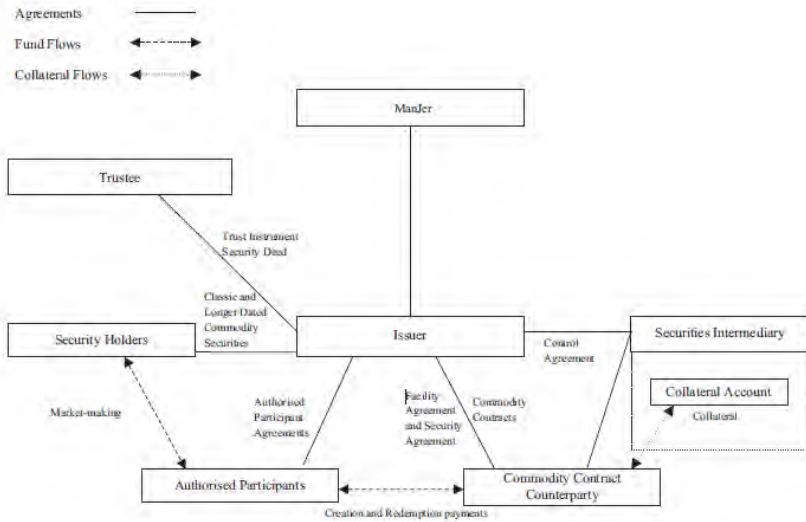 Agreements
Fund Flows
Collateral Flows
ManJer
Trustee
Trust Instrument
Security Deed
Classic and
Longer Dated
Commodity
Securities
Security Holders
Issuer
Securities Intermediary
Control
Agreement
Collateral Account
Collateral
Market-making
Authorised
Participant
Agreements
Facility
Agreement
and Security
Agreement
Commodity
Contracts
Authorised Participants
Commodity Contract
Counterparty
Creation and Redemption payments